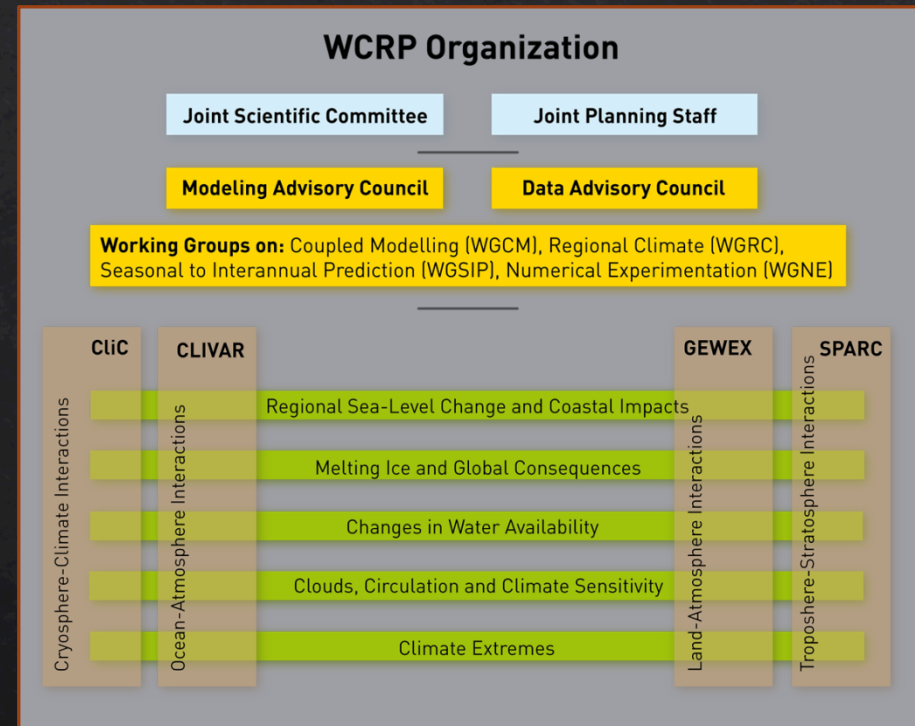 WCRP Organization
Joint Scientific Committee
Joint Planning Staff
Modeling Advisory Council
Data Advisory Council
Working Groups on: Coupled Modelling (WGCM), Regional Climate (WGRC),
Seasonal to Interannual Prediction (WGSIP), Numerical Experimentation (WGNE)
CliC
CLIVAR
GEWEX
SPARC
Cryosphere-Climate Interactions
Ocean-Atmosphere Interactions
Regional Sea-Level Change and Coastal Impacts
Melting Ice and Global Consequences
Changes in Water Availability
Clouds, Circulation and Climate Sensitivity
Climate Extremes
Land-Atmosphere Interactions
Troposhere-Stratosphere Interactions